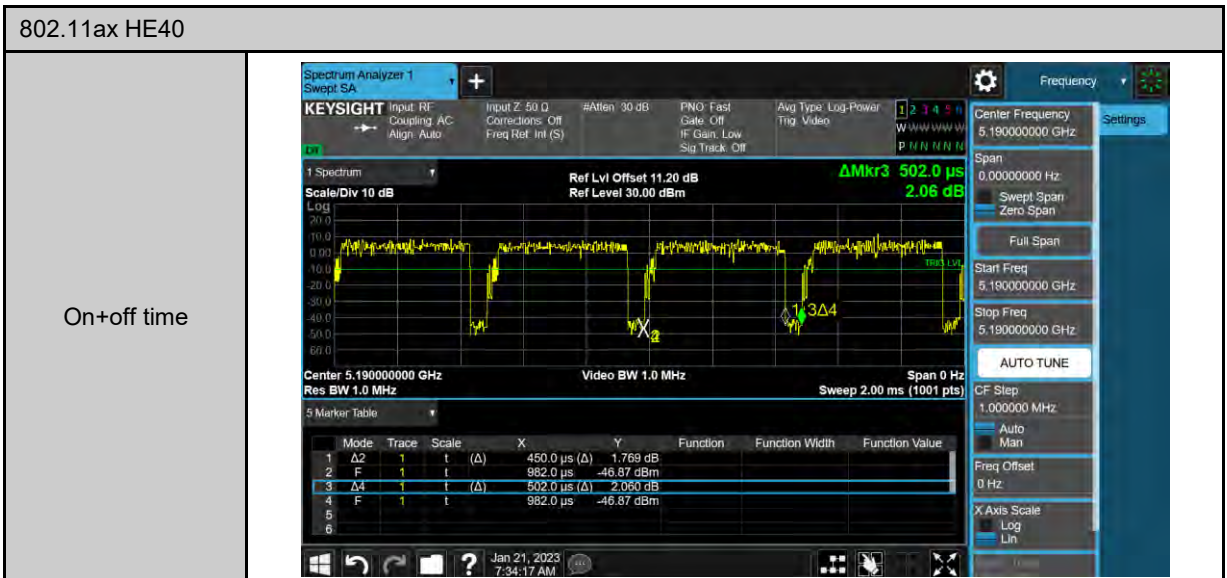 802.11ax HE40
On+off time
Spectrum Analyzer 1
Swept SA
+
Frequency
KEYSIGHT
Input: RF
Coupling: AC
Align: Auto
Input Z: 50 Ω
Corrections: Off
Freq Ref: Int (S)
#Atten: 30 dB
PNO: Fast
Gate: Off
IF Gain: Low
Sig Track: Off
Avg Type: Log-Power
Trig: Video
1 2 3 4 5 6
W W W W W W
P N N N N N
1 Spectrum
Scale/Div 10 dB
Ref Lvl Offset 11.20 dB
Ref Level 30.00 dBm
ΔMkr3 502.0 µs
2.06 dB
Log
20.0
10.0
0.00
-10.0
-20.0
-30.0
-40.0
-50.0
-60.0
TRIG LVL
3Δ4
Center 5.190000000 GHz
Res BW 1.0 MHz
Video BW 1.0 MHz
Span 0 Hz
Sweep 2.00 ms (1001 pts)
5 Marker Table
Mode Trace Scale X Y Function Function Width Function Value
1 Δ2 1 t (Δ) 450.0 µs (Δ) 1.769 dB
2 F 1 t 982.0 µs -46.87 dBm
3 Δ4 1 t (Δ) 502.0 µs (Δ) 2.060 dB
4 F 1 t 982.0 µs -46.87 dBm
5
6
? Jan 21, 2023
7:34:17 AM
Center Frequency
5.190000000 GHz
Settings
Span
0.00000000 Hz
Swept Span
Zero Span
Full Span
Start Freq
5.190000000 GHz
Stop Freq
5.190000000 GHz
AUTO TUNE
CF Step
1.000000 MHz
Auto
Man
Freq Offset
0 Hz
X Axis Scale
Log
Lin